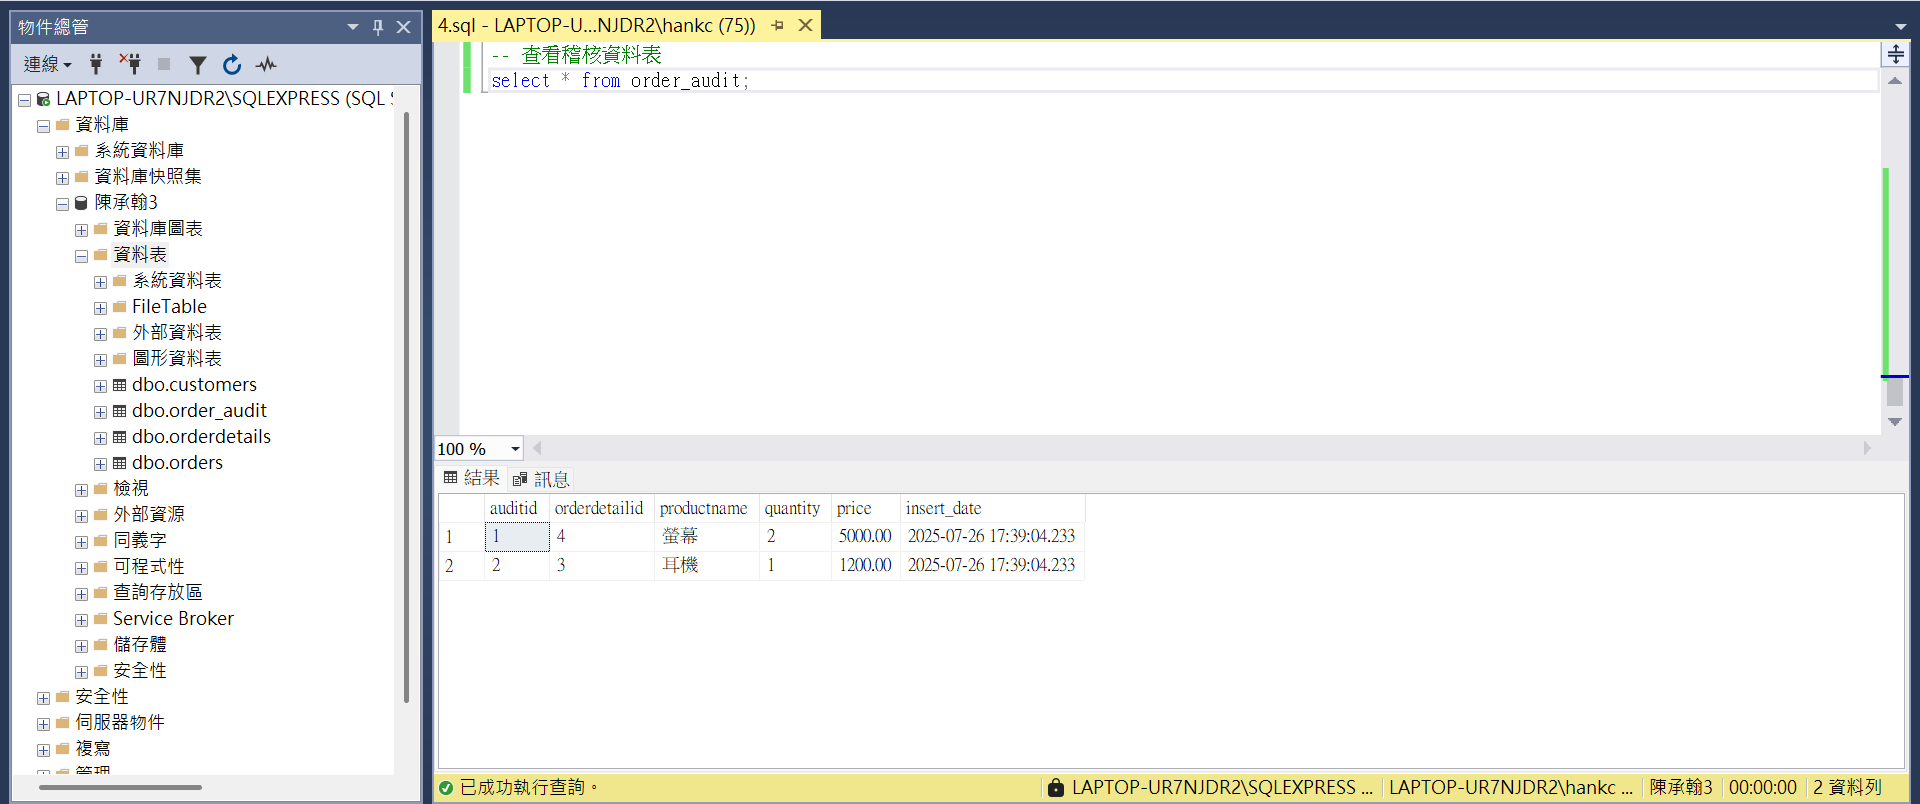 物件總管
連線
LAPTOP-UR7NJDR2\SQLEXPRESS (SQL S
資料庫
系統資料庫
資料庫快照集
陳承翰3
資料庫圖表
資料表
系統資料表
FileTable
外部資料表
圖形資料表
dbo.customers
dbo.order_audit
dbo.orderdetails
dbo.orders
檢視
外部資源
同義字
可程式性
查詢存放區
Service Broker
儲存體
安全性
安全性
伺服器物件
複寫
管理
4.sql - LAPTOP-U...NJDR2\hankc (75))
-- 查看稽核資料表
select * from order_audit;
100 %
結果 訊息
auditid orderdetailid productname quantity price insert_date
1 1 4 螢幕 2 5000.00 2025-07-26 17:39:04.233
2 2 3 耳機 1 1200.00 2025-07-26 17:39:04.233
已成功執行查詢。 LAPTOP-UR7NJDR2\SQLEXPRESS ... LAPTOP-UR7NJDR2\hankc ... 陳承翰3 00:00:00 2 資料列